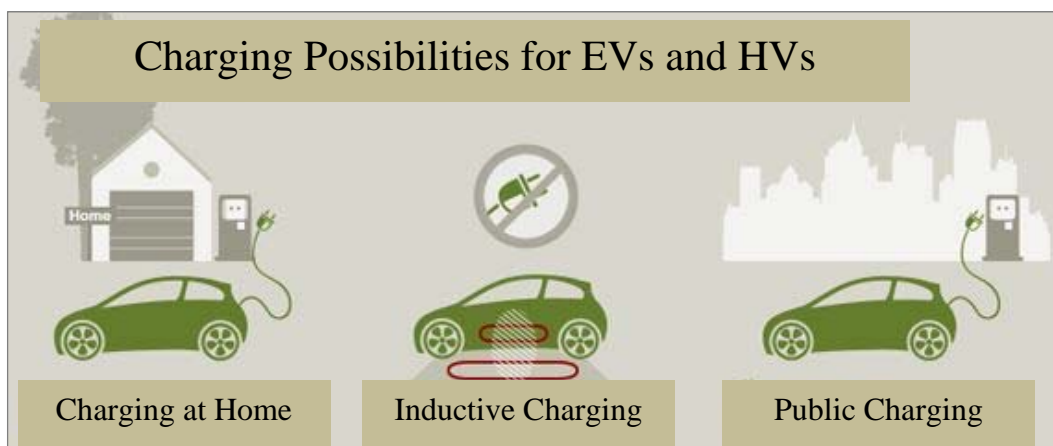 Charging Possibilities for EVs and HVs
Home
Charging at Home
Inductive Charging
Public Charging